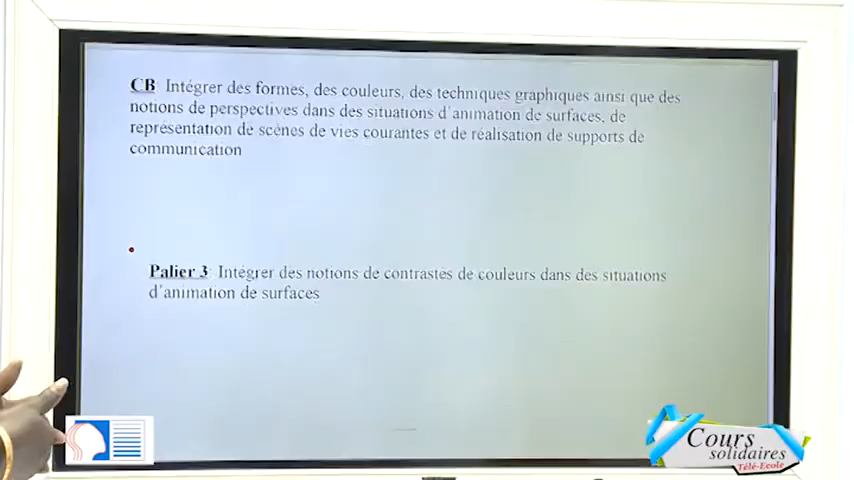 CB: Intégrer des formes, des couleurs, des techniques graphiques ainsi que des
notions de perspectives dans des situations d'animation de surfaces, de
représentation de scènes de vies courantes et de réalisation de supports de
communication
Palier 3: Intégrer des notions de contrastes de couleurs dans des situations
d'animation de surfaces
Cours
solidaires
Télé-Ecole